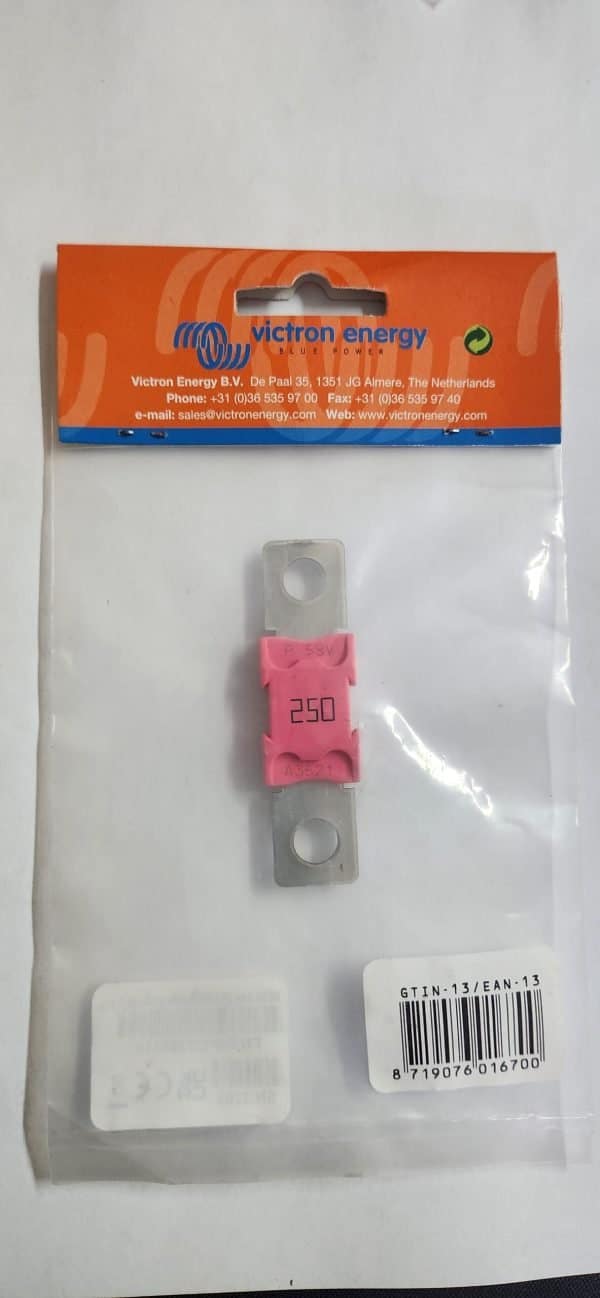 victron energy
BLUE POWER
Victron Energy B.V. De Paal 35, 1351 JG Almere, The Netherlands
Phone: +31 (0)36 535 97 00 Fax: +31 (0)36 535 97 40
e-mail: sales@victronenergy.com Web: www.victronenergy.com
58V
250
A3521
GTIN-13/EAN-13
8 719076 016700